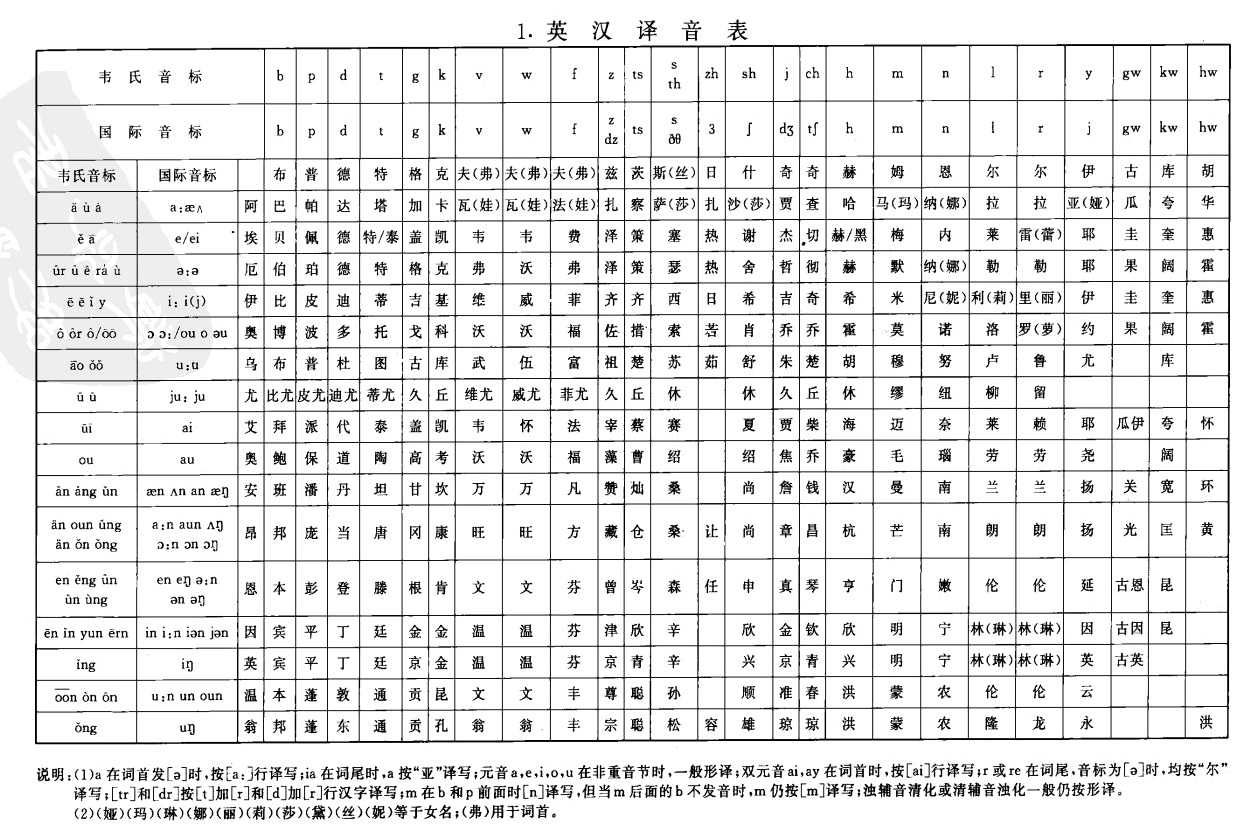 1. 英汉译音表
韦氏音标 b p d t g k v w f z ts s th zh sh j ch h m n l r y gw kw hw
国际音标 b p d t g k v w f z dz ts s ðθ ʒ ʃ dʒ tʃ h m n l r j gw kw hw
韦氏音标 国际音标 布 普 德 特 格 克 夫(弗) 夫(弗) 夫(弗) 兹 茨 斯(丝) 日 什 奇 奇 赫 姆 恩 尔 尔 伊 古 库 胡
ä ù å a:æʌ 阿 巴 帕 达 塔 加 卡 瓦(娃) 瓦(娃) 法(娃) 扎 察 萨(莎) 扎 沙(莎) 贾 查 哈 马(玛) 纳(娜) 拉 拉 亚(娅) 瓜 夸 华
ě ā e/ei 埃 贝 佩 德 特/泰 盖 凯 韦 韦 费 泽 策 塞 热 谢 杰 切 赫/黑 梅 内 莱 雷(蕾) 耶 圭 奎 惠
ə:ə 厄 伯 珀 德 特 格 克 弗 沃 弗 泽 策 瑟 热 舍 哲 彻 赫 默 纳(娜) 勒 勒 耶 果 阔 霍
ē ē ǐ y i: i(j) 伊 比 皮 迪 蒂 吉 基 维 威 菲 齐 齐 西 日 希 吉 奇 希 米 尼(妮) 利(莉) 里(丽) 伊 圭 奎 惠
ô ôr ó/ōō ɔ ɔ:/ou o əu 奥 博 波 多 托 戈 科 沃 沃 福 佐 措 索 若 肖 乔 乔 霍 莫 诺 洛 罗(萝) 约 果 阔 霍
āo ǒǒ u:u 乌 布 普 杜 图 古 库 武 伍 富 祖 楚 苏 茹 舒 朱 楚 胡 穆 努 卢 鲁 尤 库
ū ù ju: ju 尤 比尤 皮尤 迪尤 蒂尤 久 丘 维尤 威尤 菲尤 久 丘 休 休 久 丘 休 缪 纽 柳 留
ūī ai 艾 拜 派 代 泰 盖 凯 韦 怀 法 宰 蔡 赛 夏 贾 柴 海 迈 奈 莱 赖 耶 瓜伊 夸 怀
ou au 奥 鲍 保 道 陶 高 考 沃 沃 福 藻 曹 绍 绍 焦 乔 豪 毛 瑙 劳 劳 尧 阔
ǎn ång ǔn æn ʌn an æŋ 安 班 潘 丹 坦 甘 坎 万 万 凡 赞 灿 桑 尚 詹 钱 汉 曼 南 兰 兰 扬 关 宽 环
än oun ǔng a:n aun ʌŋ
än ǒn ǒng ɔ:n ɔn ɔŋ 昂 邦 庞 当 唐 冈 康 旺 旺 方 藏 仓 桑 让 尚 章 昌 杭 芒 南 朗 朗 扬 光 匡 黄
en ěng ûn en eŋ ə:n
ùn ùng ən əŋ 恩 本 彭 登 滕 根 肯 文 文 芬 曾 岑 森 任 申 真 琴 亨 门 嫩 伦 伦 延 古恩 昆
ēn ǐn yun ērn in i:n iən jən 因 宾 平 丁 廷 金 金 温 温 芬 津 欣 辛 欣 金 钦 欣 明 宁 林(琳) 林(琳) 因 古因 昆
ing iŋ 英 宾 平 丁 廷 京 金 温 温 芬 京 青 辛 兴 京 青 兴 明 宁 林(琳) 林(琳) 英 古英
o͞on òn ōn u:n un oun 温 本 蓬 敦 通 贡 昆 文 文 丰 尊 聪 孙 顺 准 春 洪 蒙 农 伦 伦 云
ǒng uŋ 翁 邦 蓬 东 通 贡 孔 翁 翁 丰 宗 聪 松 容 雄 琼 琼 洪 蒙 农 隆 龙 永 洪
说明:(1)a在词首发[ə]时,按[a:]行译写;ia在词尾时,a按“亚”译写;元音a,e,i,o,u在非重音节时,一般形译;双元音ai,ay在词首时,按[ai]行译写;r或re在词尾,音标为[ə]时,均按“尔”
译写;[tr]和[dr]按[t]加[r]和[d]加[r]行汉字译写;m在b和p前面时[n]译写,但当m后面的b不发音时,m仍按[m]译写;浊辅音清化或清辅音浊化一般仍按形译。
(2)(娅)(玛)(琳)(娜)(丽)(莉)(莎)(黛)(丝)(妮)等于女名;(弗)用于词首。